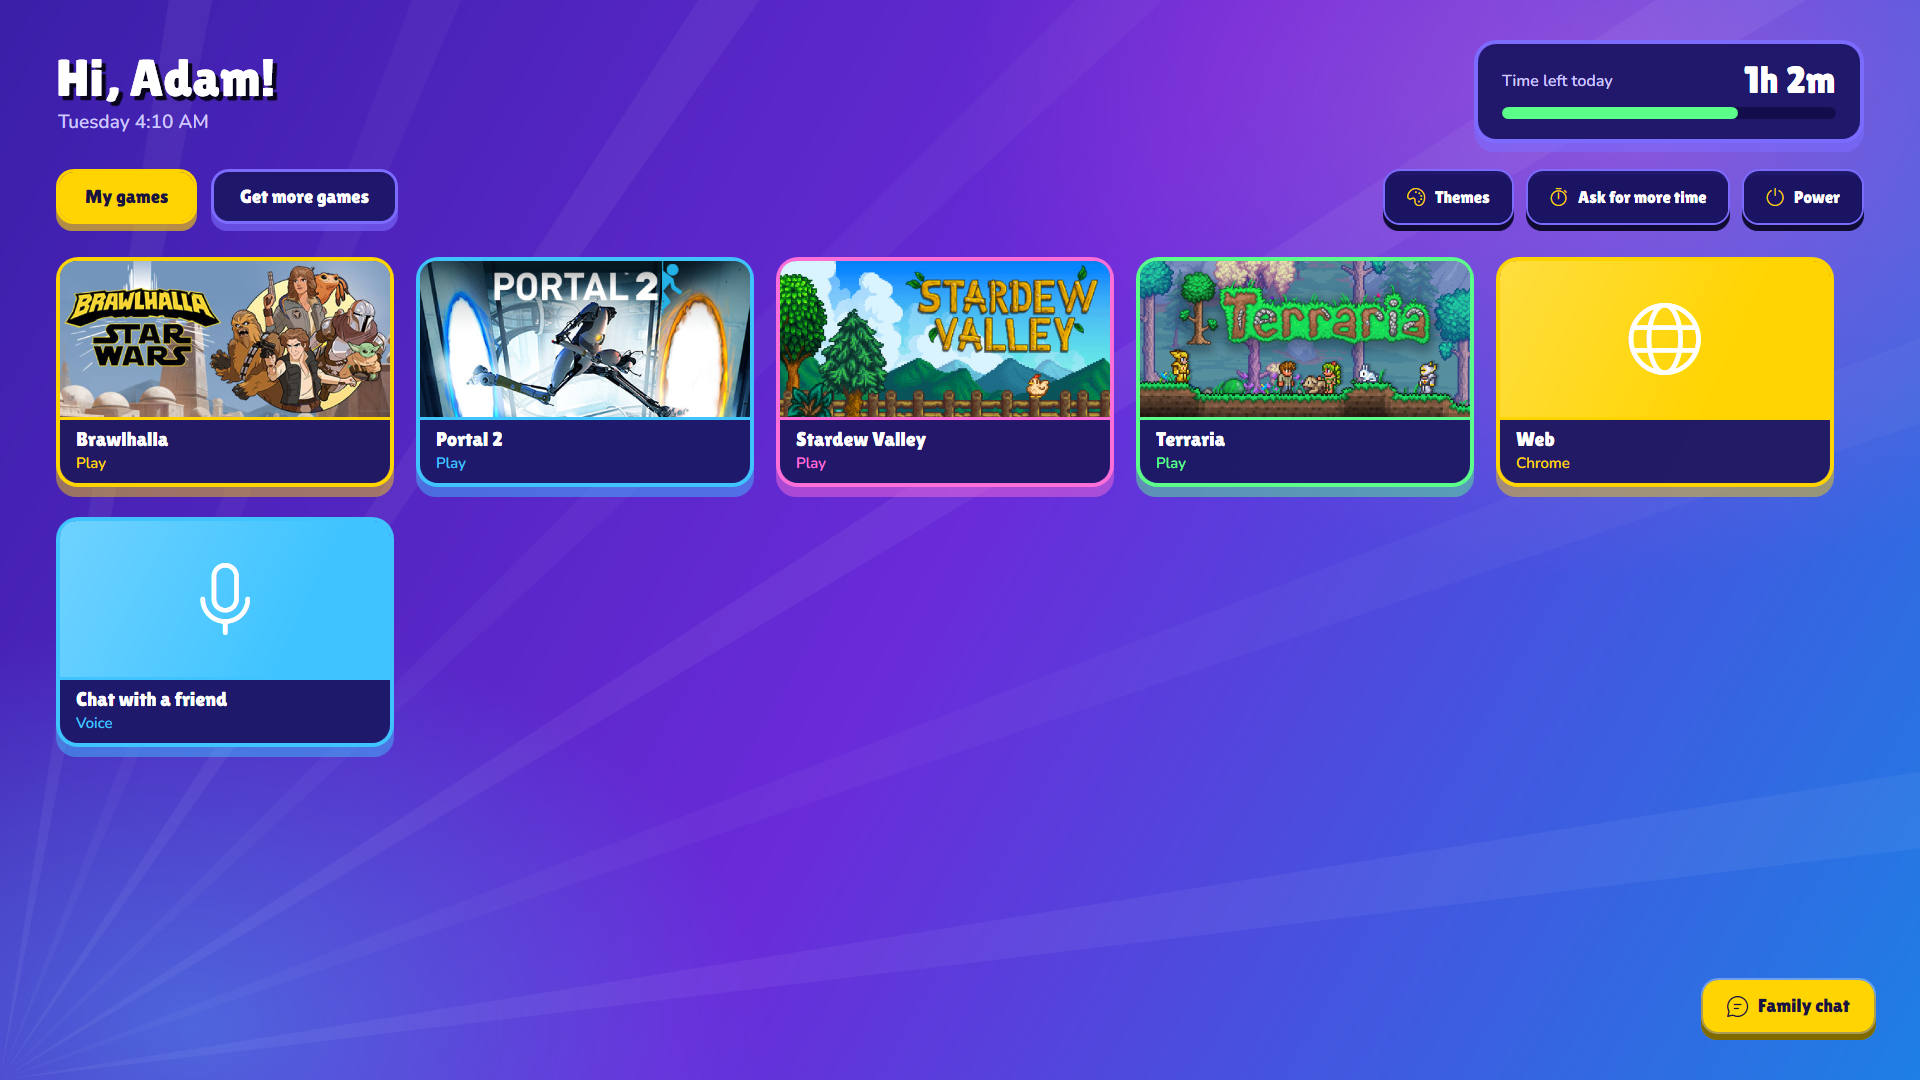 Hi, Adam!
Tuesday 4:10 AM
Time left today
1h 2m
My games
Get more games
Themes
Ask for more time
Power
BRAWLHALLA
STAR
WARS
Brawlhalla
Play
PORTAL 2
Portal 2
Play
STARDEW
VALLEY
Stardew Valley
Play
Terraria
Terraria
Play
Web
Chrome
Chat with a friend
Voice
Family chat